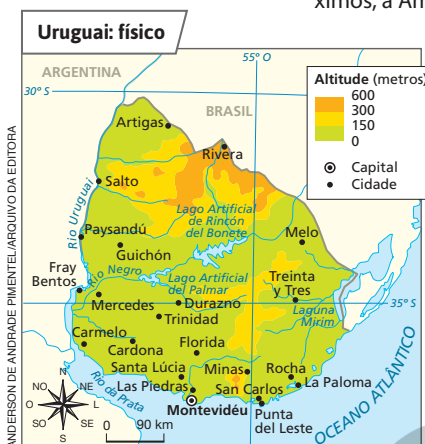 ximos, a Am
Uruguai: físico
55° O
ARGENTINA
30° S
BRASIL
Altitude (metros)
600
300
150
0
Capital
Cidade
Artigas
Rivera
Salto
Rio Uruguai
Lago Artificial
de Rincón
del Bonete
Paysandú
Melo
Guichón
Fray
Bentos
Rio Negro
Lago Artificial
del Palmar
Treinta
y Tres
Mercedes
Durazno
35° S
Trinidad
Laguna
Mirim
Carmelo
Cardona
Florida
Santa Lúcia
Minas
Rocha
Las Piedras
San Carlos
La Paloma
Montevidéu
Punta
del Leste
Rio da Prata
OCEANO ATLÂNTICO
N
NO
NE
O
L
SO
SE
S
0 90 km
ANDERSON DE ANDRADE PIMENTEL/ARQUIVO DA EDITORA